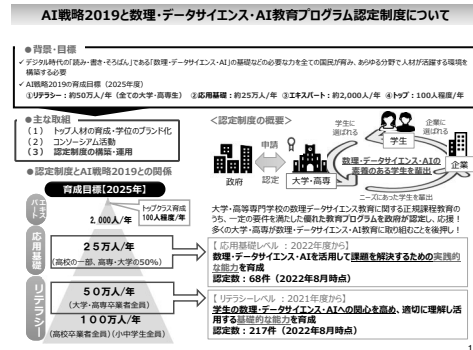 AI戦略2019と数理・データサイエンス・AI教育プログラム認定制度について
●背景・目標
✓デジタル時代の「読み・書き・そろばん」である「数理・データサイエンス・AI」の基礎などの必要な力を全ての国民が育み、あらゆる分野で人材が活躍する環境を
構築する必要
✓AI戦略2019の育成目標（2025年度）
①リテラシー：約50万人/年（全ての大学・高専生） ②応用基礎：約25万人/年 ③エキスパート：約2,000人/年 ④トップ：100人程度/年
●主な取組
（1） トップ人材の育成・学位のブランド化
（2） コンソーシアム活動
（3） 認定制度の構築・運用
●認定制度とAI戦略2019との関係
育成目標【2025年】
エキスパート
トップクラス育成
100人程度/年
2,000人/年
応用基礎
25万人/年
（高校の一部、高専・大学の50%）
リテラシー
50万人/年
（大学・高専卒業者全員）
100万人/年
（高校卒業者全員）（小中学生全員）
＜認定制度の概要＞
政府
申請
認定
大学・高専
学生に
選ばれる
学生
企業に
選ばれる
企業
数理・データサイエンス・AIの
素養のある学生を輩出
ニーズにあった学生を輩出
大学・高等専門学校の数理データサイエンス教育に関する正規課程教育の
うち、一定の要件を満たした優れた教育プログラムを政府が認定し、応援！
多くの大学・高専が数理・データサイエンス・AI教育に取り組むことを後押し！
【 応用基礎レベル ：2022年度から】
数理・データサイエンス・AIを活用して課題を解決するための実践的
な能力を育成
認定数：68件（2022年8月時点）
【 リテラシーレベル ：2021年度から】
学生の数理・データサイエンス・AIへの関心を高め、適切に理解し活
用する基礎的な能力を育成
認定数：217件（2022年8月時点）
1